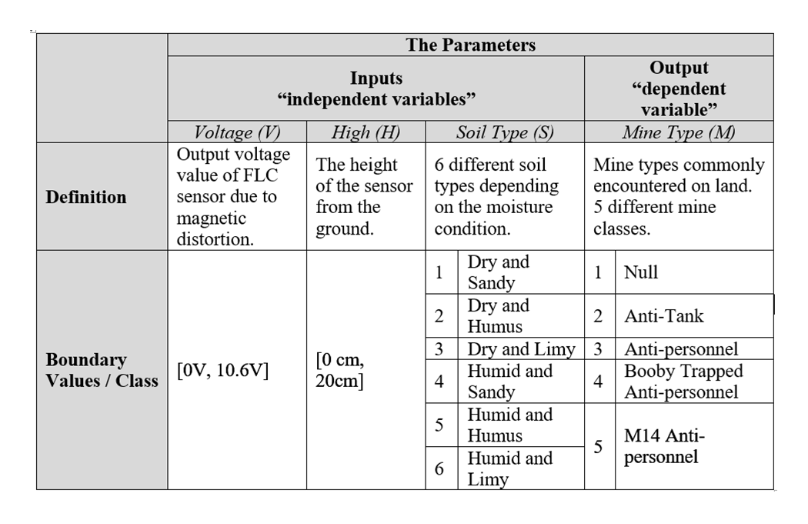 The Parameters
Inputs
“independent variables”
Output
“dependent
variable”
Voltage (V)
High (H)
Soil Type (S)
Mine Type (M)
Definition
Output voltage
value of FLC
sensor due to
magnetic
distortion.
The height
of the sensor
from the
ground.
6 different soil
types depending
on the moisture
condition.
Mine types commonly
encountered on land.
5 different mine
classes.
Boundary
Values / Class
[0V, 10.6V]
[0 cm,
20cm]
1 Dry and
Sandy
2 Dry and
Humus
3 Dry and Limy
4 Humid and
Sandy
5 Humid and
Humus
6 Humid and
Limy
1 Null
2 Anti-Tank
3 Anti-personnel
4 Booby Trapped
Anti-personnel
5 M14 Anti-
personnel